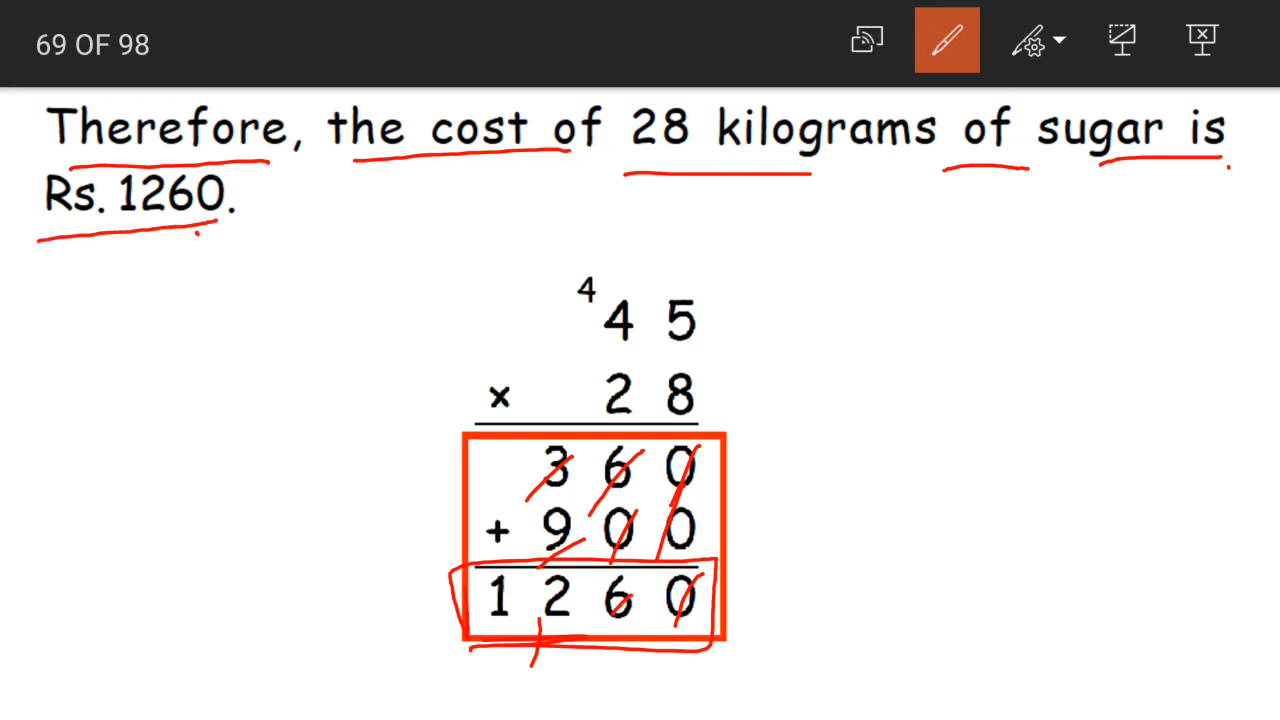 69 OF 98
Therefore, the cost of 28 kilograms of sugar is
Rs. 1260.
4
4 5
× 2 8
3 6 0
+ 9 0 0
1 2 6 0